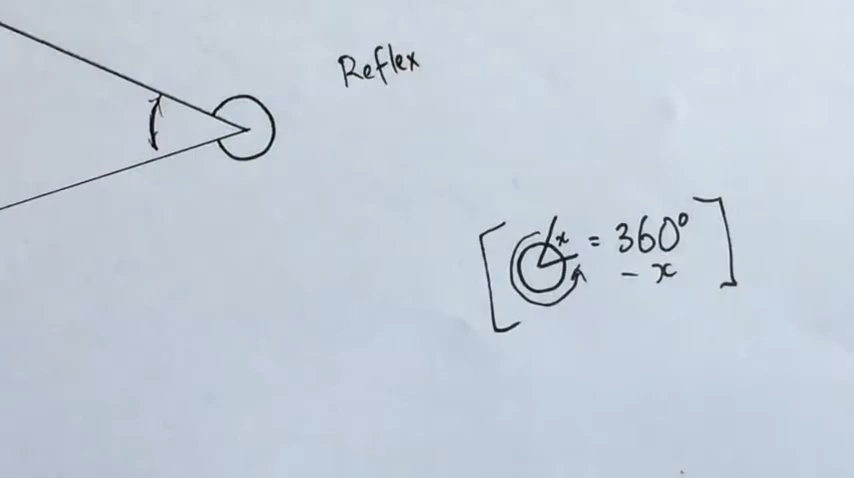 Reflex
[ x = 360° ]
- x